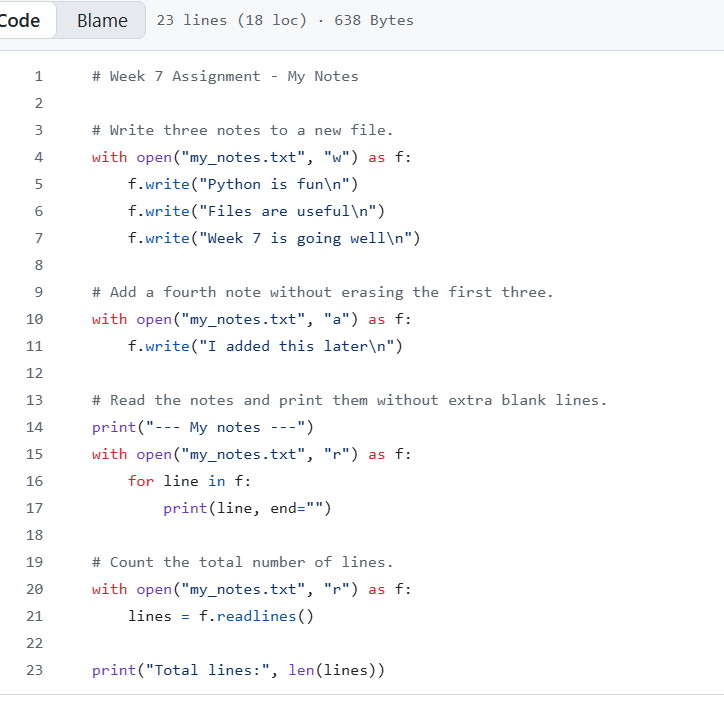 Code Blame 23 lines (18 loc) · 638 Bytes
1 # Week 7 Assignment - My Notes
2
3 # Write three notes to a new file.
4 with open("my_notes.txt", "w") as f:
5     f.write("Python is fun\n")
6     f.write("Files are useful\n")
7     f.write("Week 7 is going well\n")
8
9 # Add a fourth note without erasing the first three.
10 with open("my_notes.txt", "a") as f:
11     f.write("I added this later\n")
12
13 # Read the notes and print them without extra blank lines.
14 print("--- My notes ---")
15 with open("my_notes.txt", "r") as f:
16     for line in f:
17         print(line, end="")
18
19 # Count the total number of lines.
20 with open("my_notes.txt", "r") as f:
21     lines = f.readlines()
22
23 print("Total lines:", len(lines))